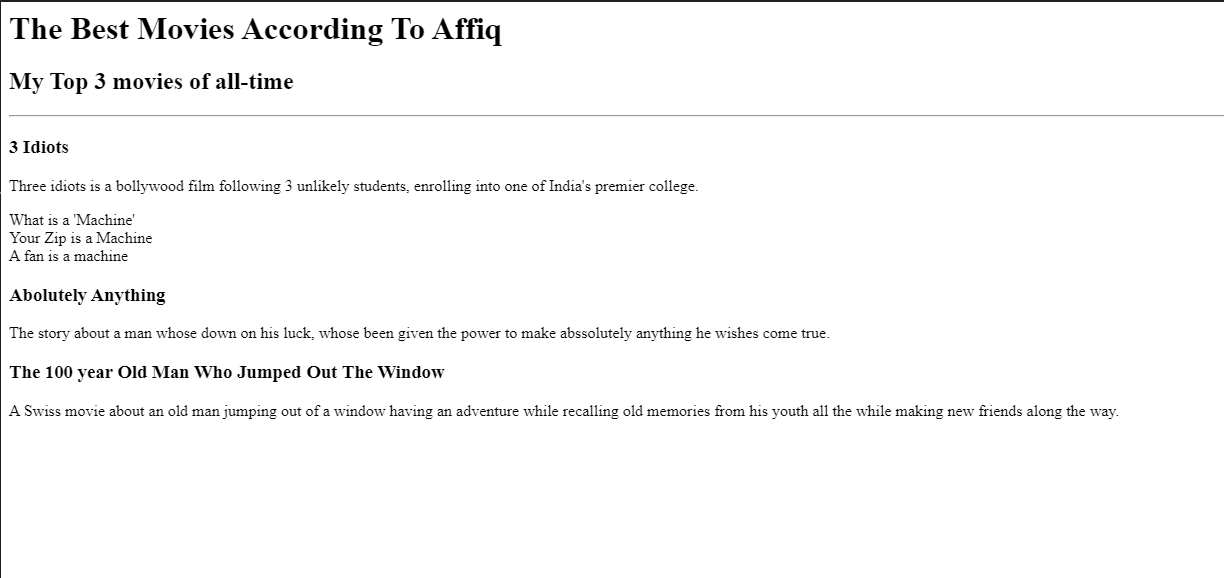 The Best Movies According To Affiq
My Top 3 movies of all-time
3 Idiots
Three idiots is a bollywood film following 3 unlikely students, enrolling into one of India's premier college.
What is a 'Machine'
Your Zip is a Machine
A fan is a machine
Abolutely Anything
The story about a man whose down on his luck, whose been given the power to make abssolutely anything he wishes come true.
The 100 year Old Man Who Jumped Out The Window
A Swiss movie about an old man jumping out of a window having an adventure while recalling old memories from his youth all the while making new friends along the way.